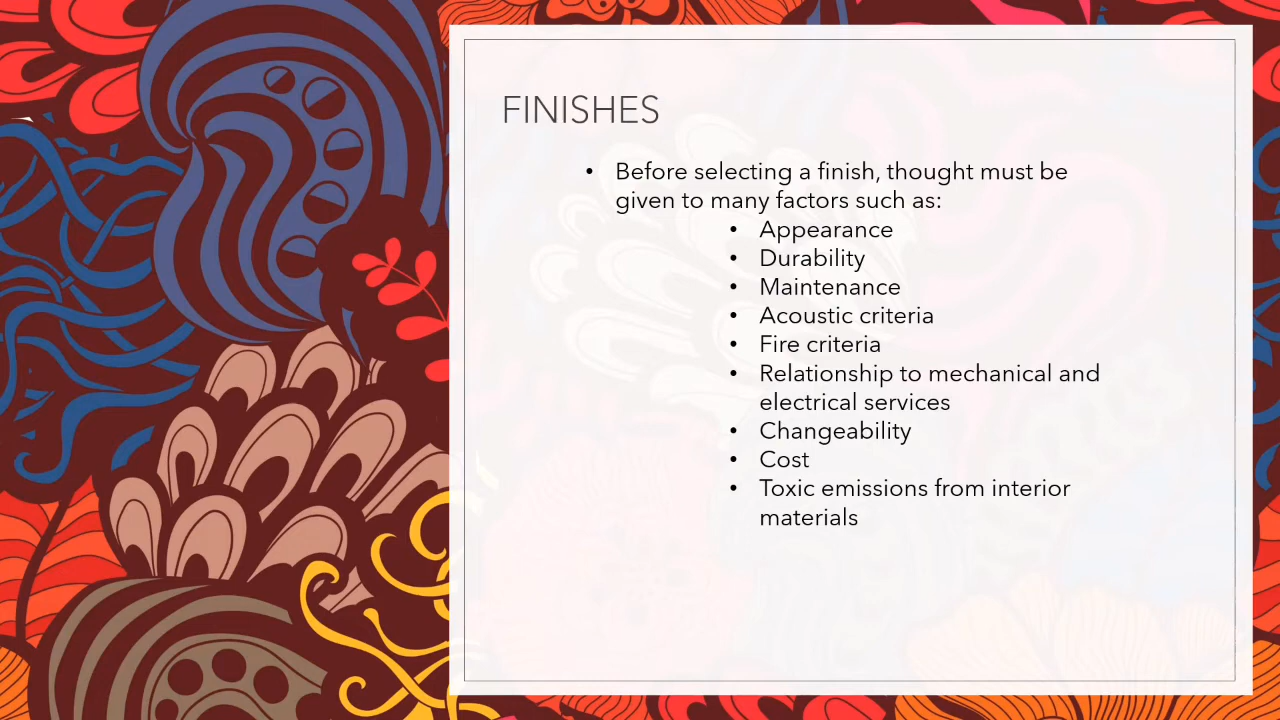 FINISHES
• Before selecting a finish, thought must be
given to many factors such as:
• Appearance
• Durability
• Maintenance
• Acoustic criteria
• Fire criteria
• Relationship to mechanical and
electrical services
• Changeability
• Cost
• Toxic emissions from interior
materials